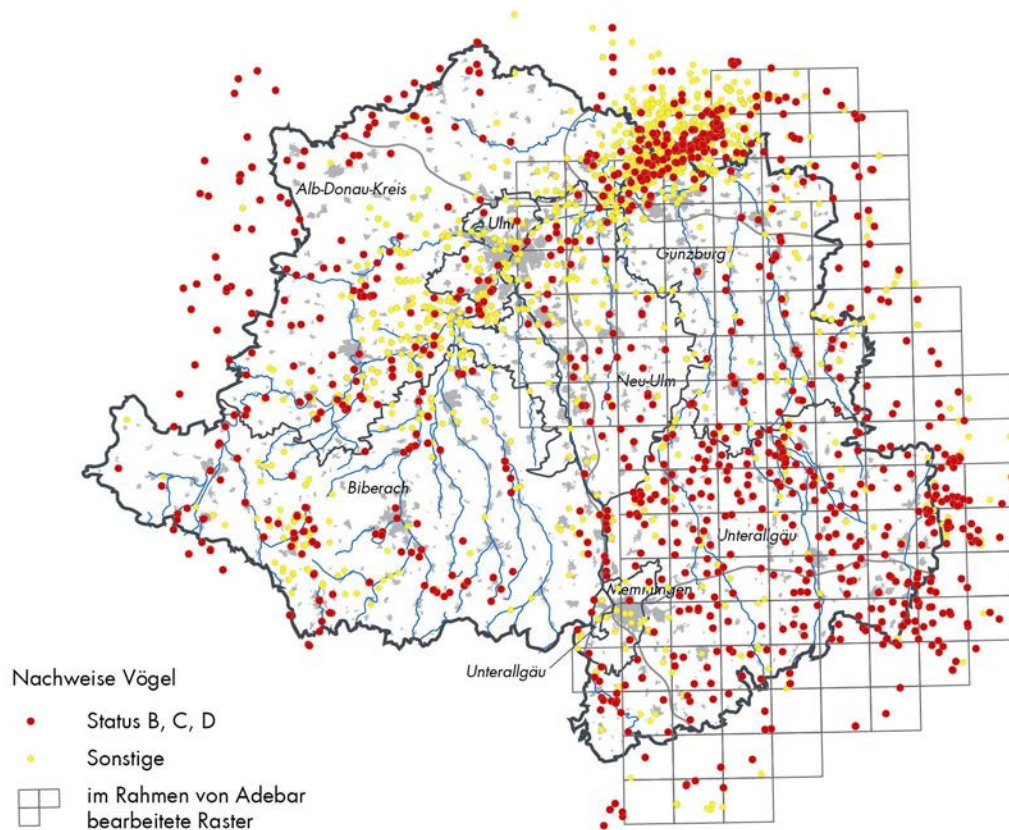 Alb-Donau-Kreis
Ulm
Günzburg
Neu-Ulm
Biberach
Unterallgäu
Memmingen
Unterallgäu
Nachweise Vögel
Status B, C, D
Sonstige
im Rahmen von Adebar
bearbeitete Raster